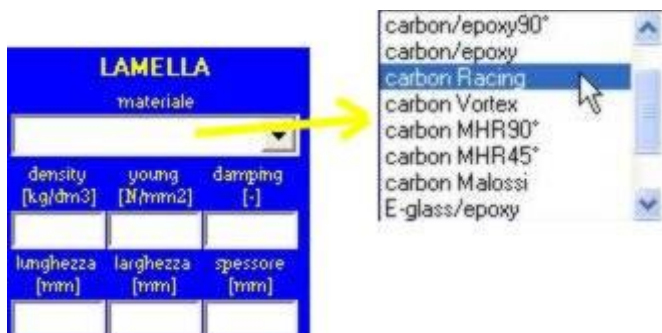 LAMELLA
materiale
density young damping
[kg/dm3] [N/mm2] [-]
lunghezza larghezza spessore
[mm] [mm] [mm]
carbon/epoxy90°
carbon/epoxy
carbon Racing
carbon Vortex
carbon MHR90°
carbon MHR45°
carbon Malossi
E-glass/epoxy